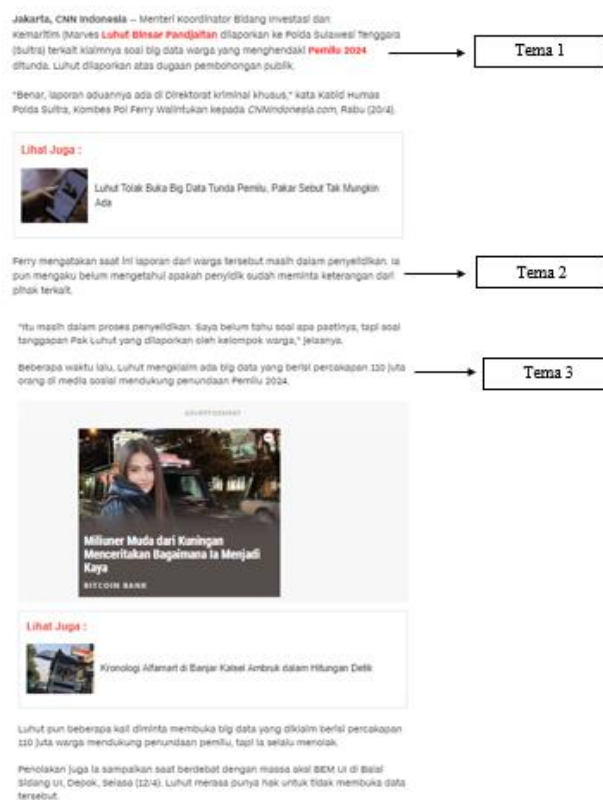 Jakarta, CNN Indonesia -- Menteri Koordinator Bidang Investasi dan
Kemaritim (Marves Luhut Binsar Pandjaitan dilaporkan ke Polda Sulawesi Tenggara
(Sultra) terkait klaimnya soal big data warga yang menghendaki Pemilu 2024
ditunda. Luhut dilaporkan atas dugaan pembohongan publik.
Tema 1
"Benar, laporan aduannya ada di Direktorat kriminal khusus," kata Kabid Humas
Polda Sultra, Kombes Pol Ferry Walintukan kepada CNNIndonesia.com, Rabu (20/4).
Lihat Juga :
Luhut Tolak Buka Big Data Tunda Pemilu, Pakar Sebut Tak Mungkin
Ada
Ferry mengatakan saat ini laporan dari warga tersebut masih dalam penyelidikan. Ia
pun mengaku belum mengetahui apakah penyidik sudah meminta keterangan dari
pihak terkait.
Tema 2
"Itu masih dalam proses penyelidikan. Saya belum tahu soal apa pastinya, tapi soal
tanggapan Pak Luhut yang dilaporkan oleh kelompok warga," jelasnya.
Beberapa waktu lalu, Luhut mengklaim ada big data yang berisi percakapan 110 juta
orang di media sosial mendukung penundaan Pemilu 2024.
Tema 3
ADVERTISEMENT
Miliuner Muda dari Kuningan
Menceritakan Bagaimana Ia Menjadi
Kaya
BITCOIN BANK
Lihat Juga :
Kronologi Alfamart di Banjar Kalsel Ambruk dalam Hitungan Detik
Luhut pun beberapa kali diminta membuka big data yang diklaim berisi percakapan
110 juta warga mendukung penundaan pemilu, tapi ia selalu menolak.
Penolakan juga ia sampaikan saat berdebat dengan massa aksi BEM UI di Balai
Sidang UI, Depok, Selasa (12/4). Luhut merasa punya hak untuk tidak membuka data
tersebut.